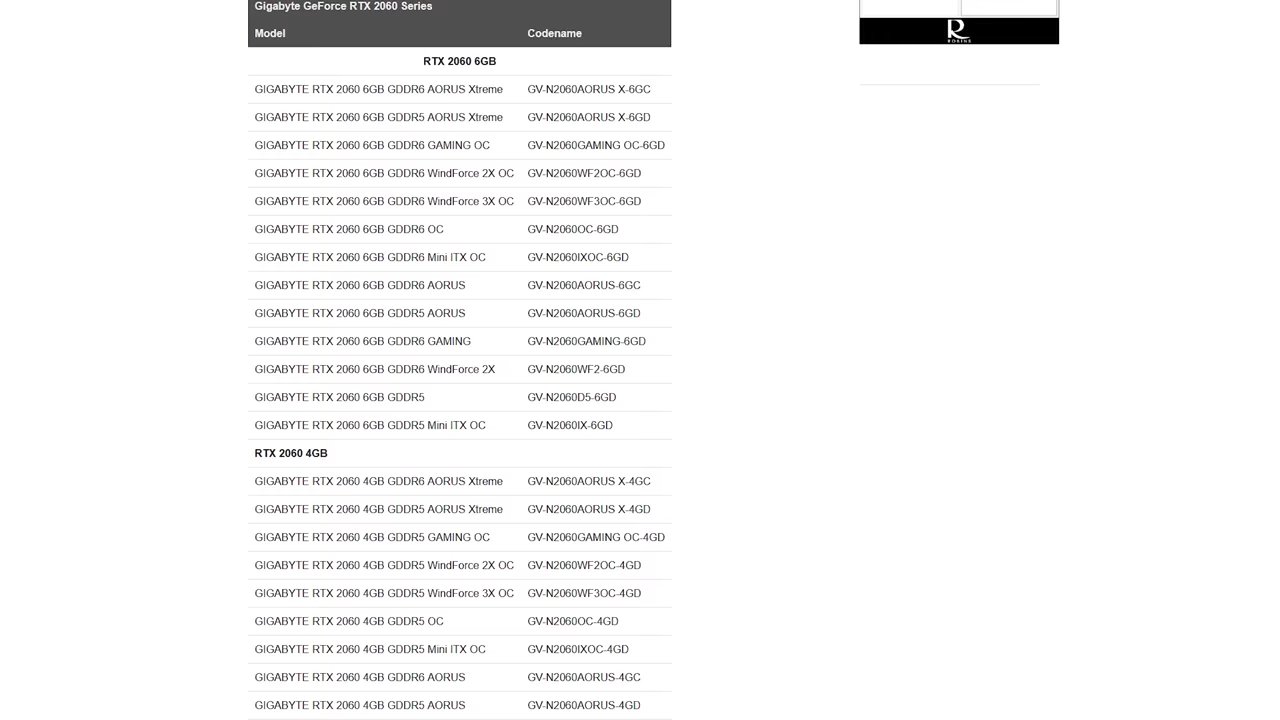 Gigabyte GeForce RTX 2060 Series
Model Codename
RTX 2060 6GB
GIGABYTE RTX 2060 6GB GDDR6 AORUS Xtreme GV-N2060AORUS X-6GC
GIGABYTE RTX 2060 6GB GDDR5 AORUS Xtreme GV-N2060AORUS X-6GD
GIGABYTE RTX 2060 6GB GDDR6 GAMING OC GV-N2060GAMING OC-6GD
GIGABYTE RTX 2060 6GB GDDR6 WindForce 2X OC GV-N2060WF2OC-6GD
GIGABYTE RTX 2060 6GB GDDR6 WindForce 3X OC GV-N2060WF3OC-6GD
GIGABYTE RTX 2060 6GB GDDR6 OC GV-N2060OC-6GD
GIGABYTE RTX 2060 6GB GDDR6 Mini ITX OC GV-N2060IXOC-6GD
GIGABYTE RTX 2060 6GB GDDR6 AORUS GV-N2060AORUS-6GC
GIGABYTE RTX 2060 6GB GDDR5 AORUS GV-N2060AORUS-6GD
GIGABYTE RTX 2060 6GB GDDR6 GAMING GV-N2060GAMING-6GD
GIGABYTE RTX 2060 6GB GDDR6 WindForce 2X GV-N2060WF2-6GD
GIGABYTE RTX 2060 6GB GDDR5 GV-N2060D5-6GD
GIGABYTE RTX 2060 6GB GDDR5 Mini ITX OC GV-N2060IX-6GD
RTX 2060 4GB
GIGABYTE RTX 2060 4GB GDDR6 AORUS Xtreme GV-N2060AORUS X-4GC
GIGABYTE RTX 2060 4GB GDDR5 AORUS Xtreme GV-N2060AORUS X-4GD
GIGABYTE RTX 2060 4GB GDDR5 GAMING OC GV-N2060GAMING OC-4GD
GIGABYTE RTX 2060 4GB GDDR5 WindForce 2X OC GV-N2060WF2OC-4GD
GIGABYTE RTX 2060 4GB GDDR5 WindForce 3X OC GV-N2060WF3OC-4GD
GIGABYTE RTX 2060 4GB GDDR5 OC GV-N2060OC-4GD
GIGABYTE RTX 2060 4GB GDDR5 Mini ITX OC GV-N2060IXOC-4GD
GIGABYTE RTX 2060 4GB GDDR6 AORUS GV-N2060AORUS-4GC
GIGABYTE RTX 2060 4GB GDDR5 AORUS GV-N2060AORUS-4GD
R
ROBINS